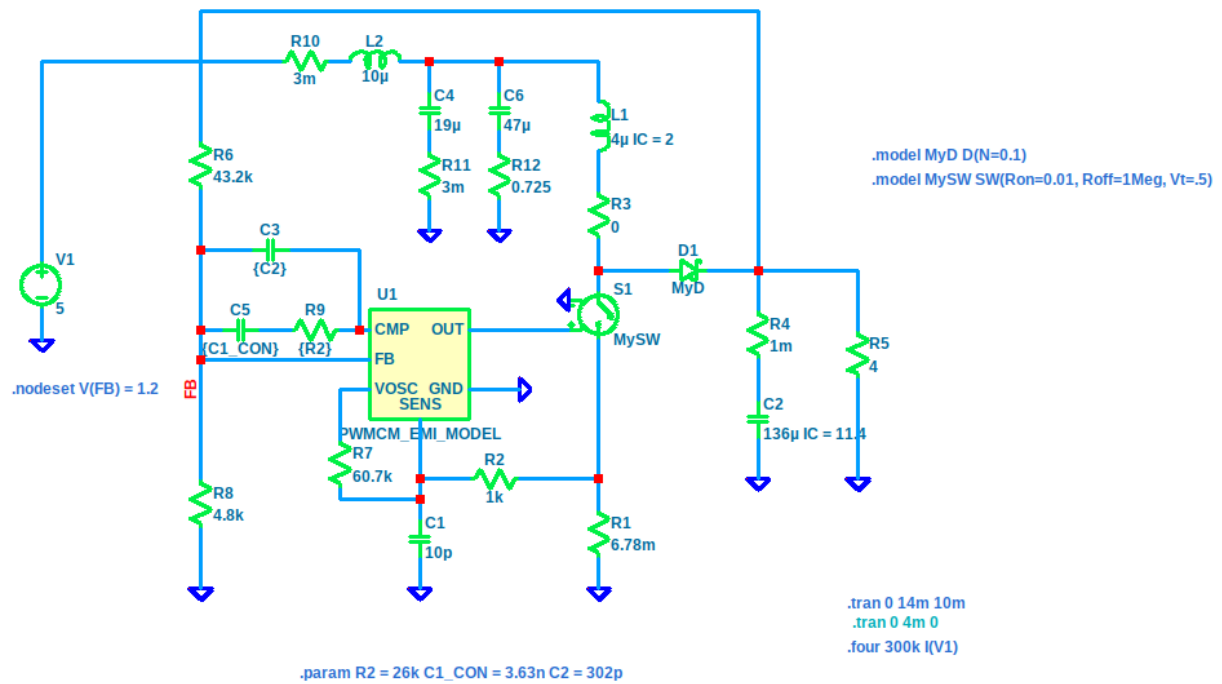 R10
3m
L2
10µ
C4
19µ
C6
47µ
L1
4µ IC = 2
R6
43.2k
R11
3m
R12
0.725
.model MyD D(N=0.1)
.model MySW SW(Ron=0.01, Roff=1Meg, Vt=.5)
R3
0
C3
{C2}
D1
MyD
V1
5
U1
S1
MySW
C5
{C1_CON}
R9
{R2}
CMP OUT
FB
VOSC GND
SENS
PWMCM_EMI_MODEL
R4
1m
R5
4
.nodeset V(FB) = 1.2
FB
C2
136µ IC = 11.4
R7
60.7k
R2
1k
R8
4.8k
C1
10p
R1
6.78m
.tran 0 14m 10m
.tran 0 4m 0
.four 300k I(V1)
.param R2 = 26k C1_CON = 3.63n C2 = 302p